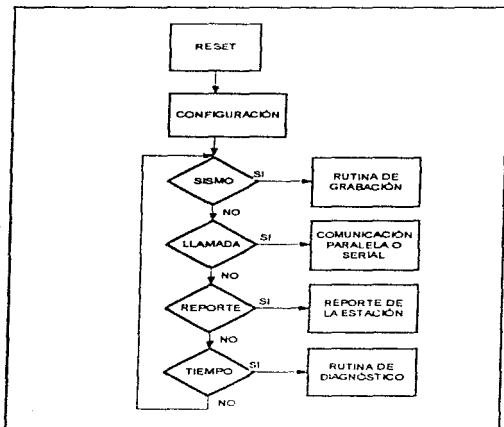 RESET
CONFIGURACIÓN
SISMO
SI
RUTINA DE
GRABACIÓN
NO
LLAMADA
SI
COMUNICACIÓN
PARALELA O
SERIAL
NO
REPORTE
SI
REPORTE DE
LA ESTACIÓN
NO
TIEMPO
SI
RUTINA DE
DIAGNÓSTICO
NO